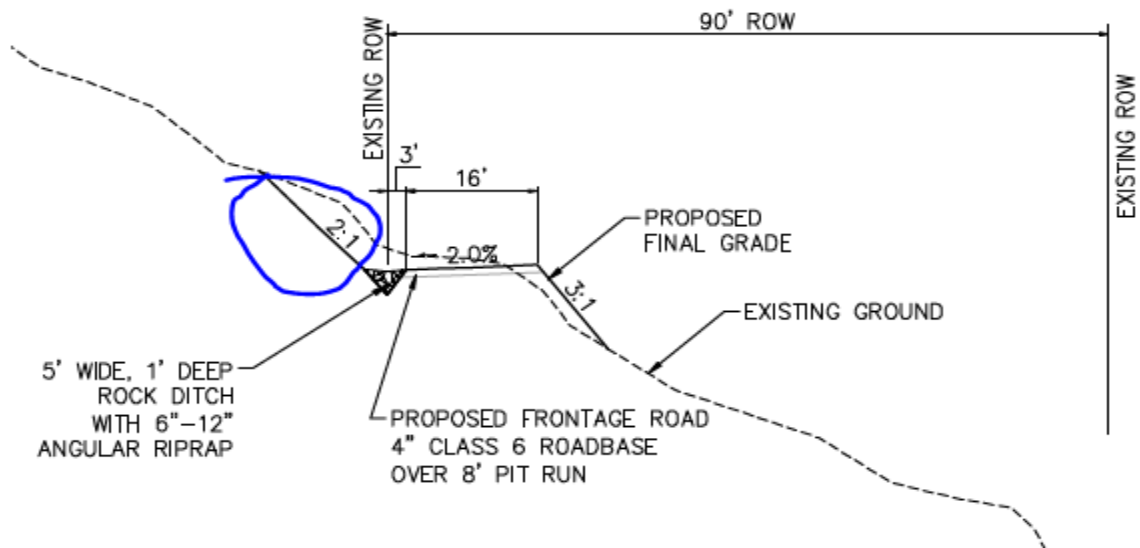 90' ROW
EXISTING ROW
EXISTING ROW
3'
16'
2:1
2.0%
PROPOSED
FINAL GRADE
3:1
EXISTING GROUND
5' WIDE, 1' DEEP
ROCK DITCH
WITH 6"-12"
ANGULAR RIPRAP
PROPOSED FRONTAGE ROAD
4" CLASS 6 ROADBASE
OVER 8' PIT RUN